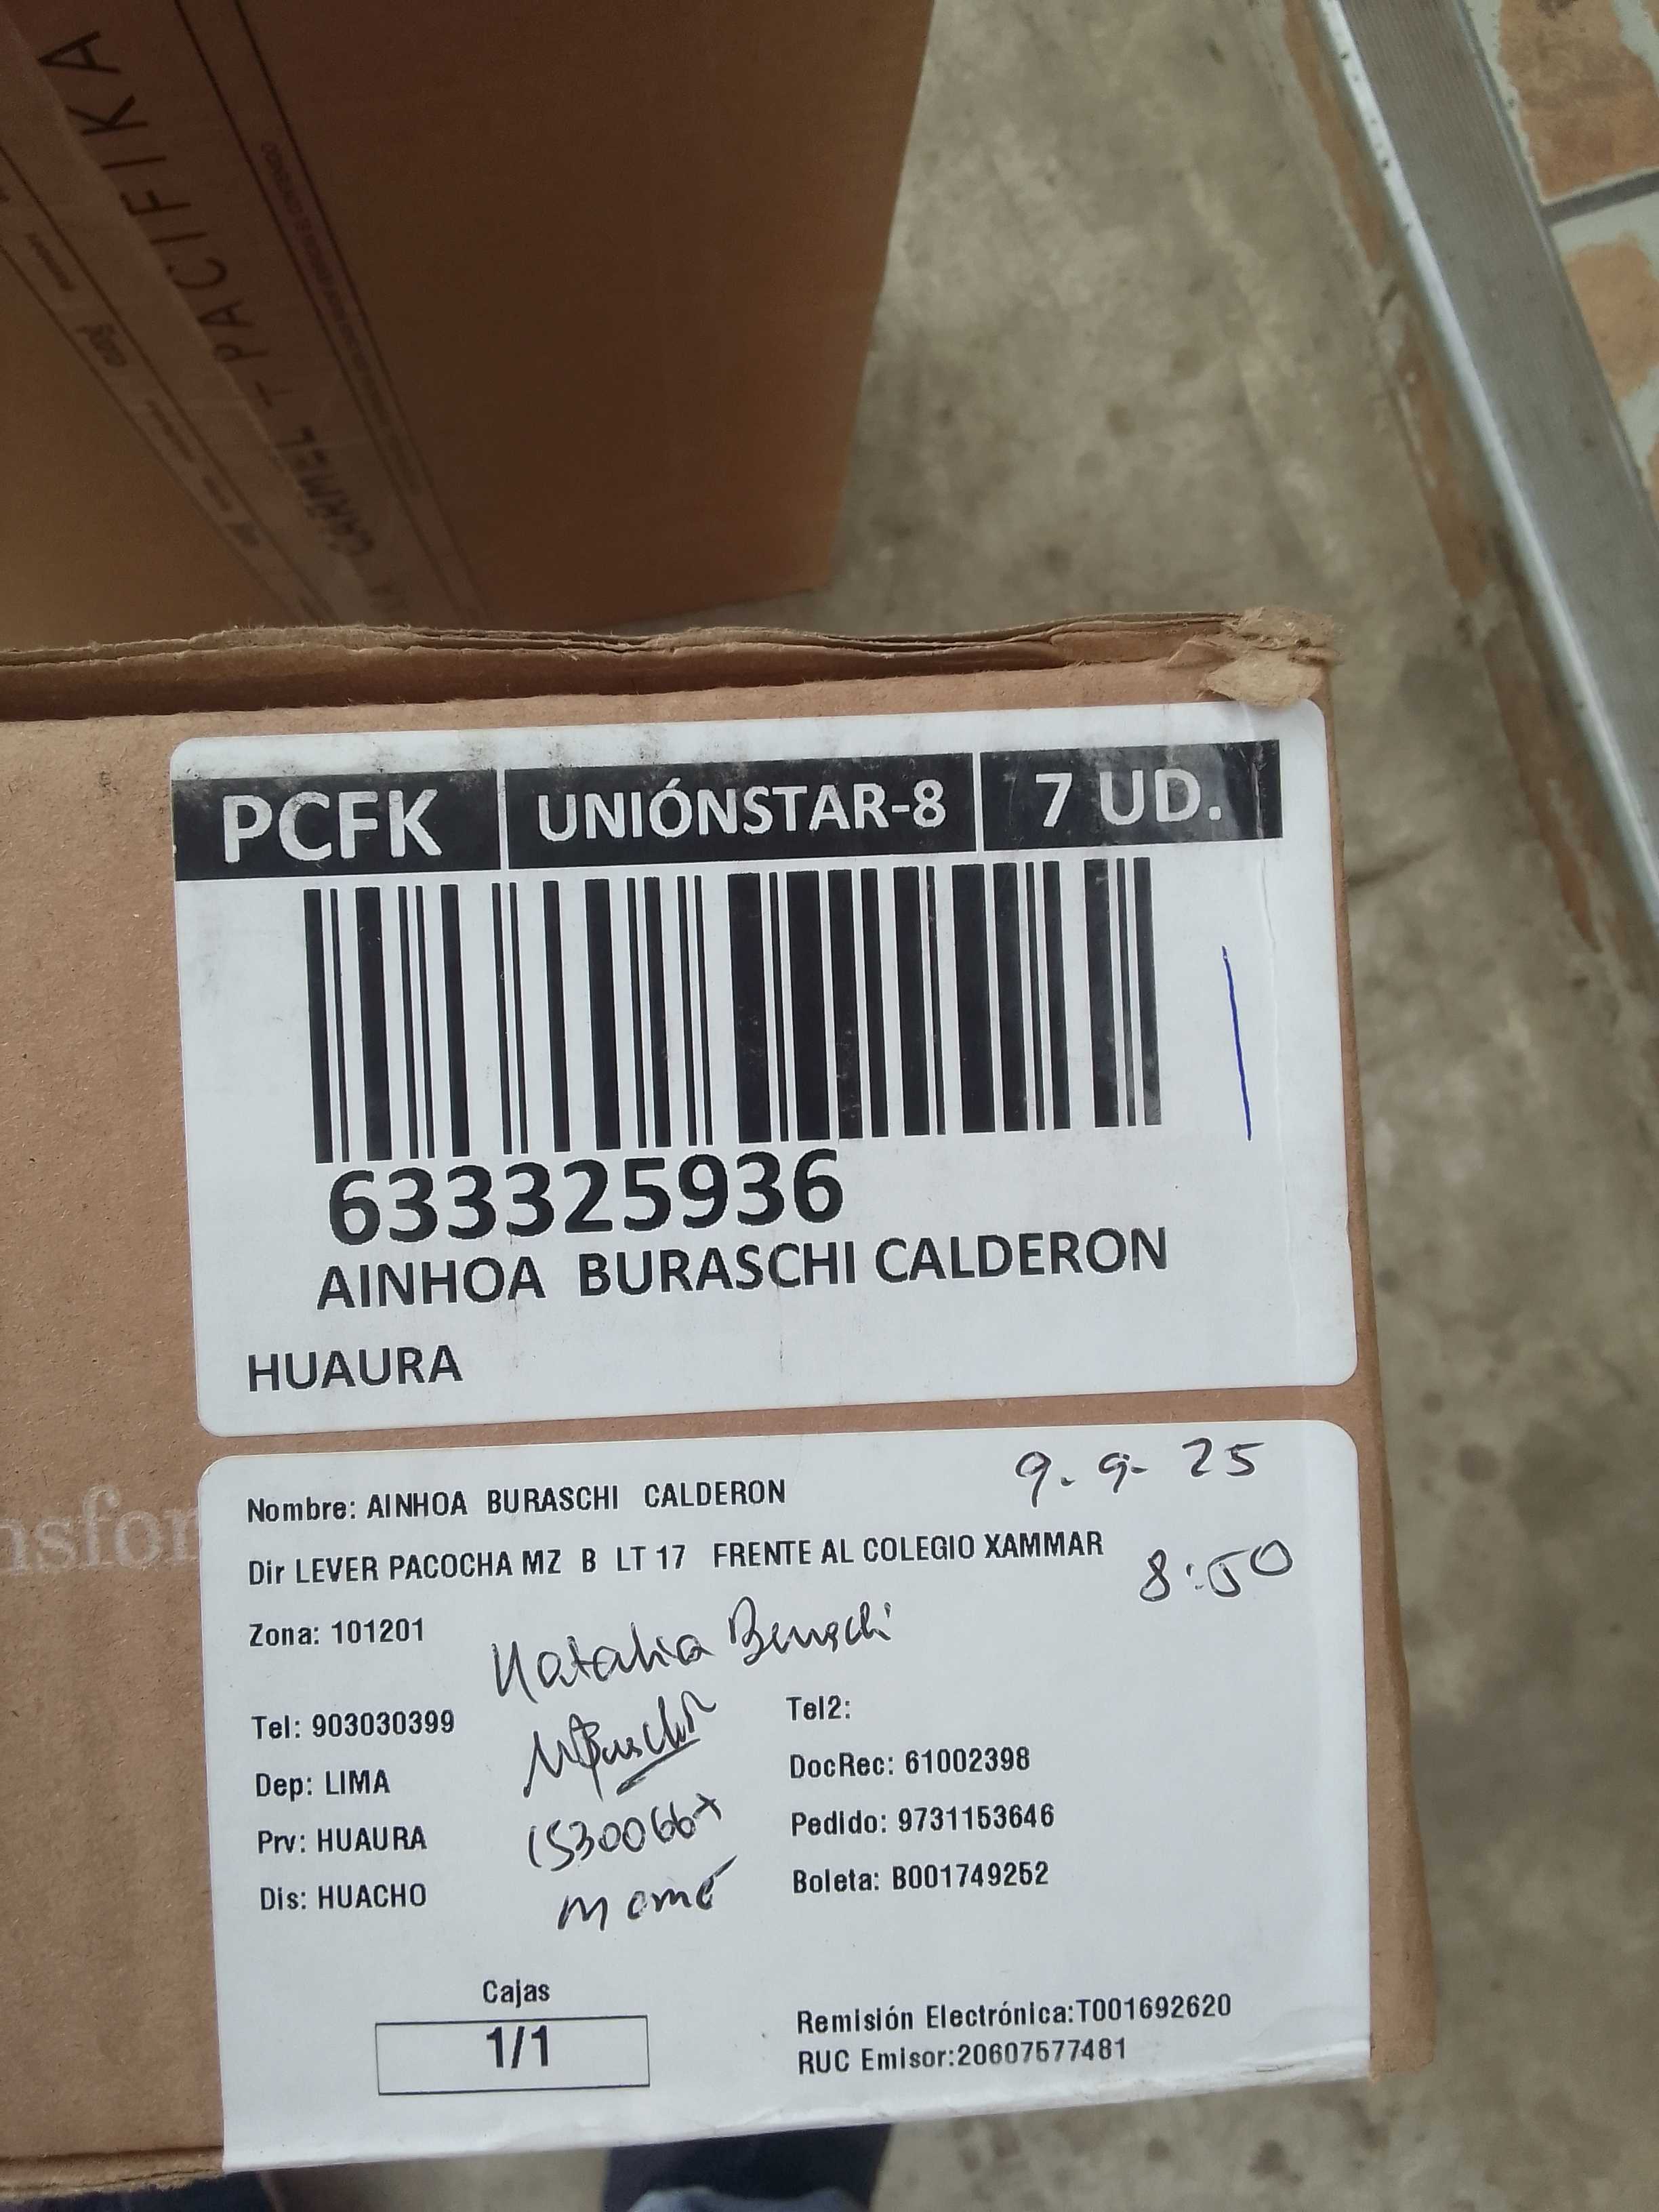 CARMEL - PACIFIKA
PCFK UNIÓNSTAR-8 7 UD.
633325936
AINHOA BURASCHI CALDERON
HUAURA
nsfor
9-9-25
Nombre: AINHOA BURASCHI CALDERON
Dir LEVER PACOCHA MZ B LT 17 FRENTE AL COLEGIO XAMMAR
8:50
Zona: 101201
Natalia Buraschi
Tel: 903030399 Tel2:
Dep: LIMA DocRec: 61002398
Prv: HUAURA Pedido: 9731153646
Dis: HUACHO Boleta: B001749252
mamá
Cajas
1/1
Remisión Electrónica:T001692620
RUC Emisor:20607577481